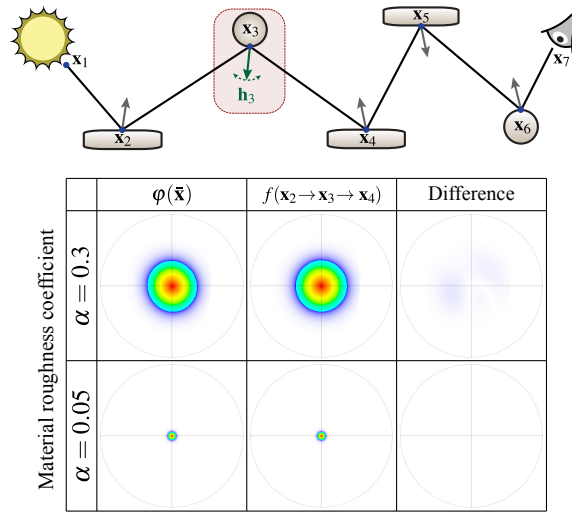 x₁
x₂
x₃
h₃
x₄
x₅
x₆
x₇
φ(x̄)
f(x₂→x₃→x₄)
Difference
Material roughness coefficient
α = 0.3
α = 0.05